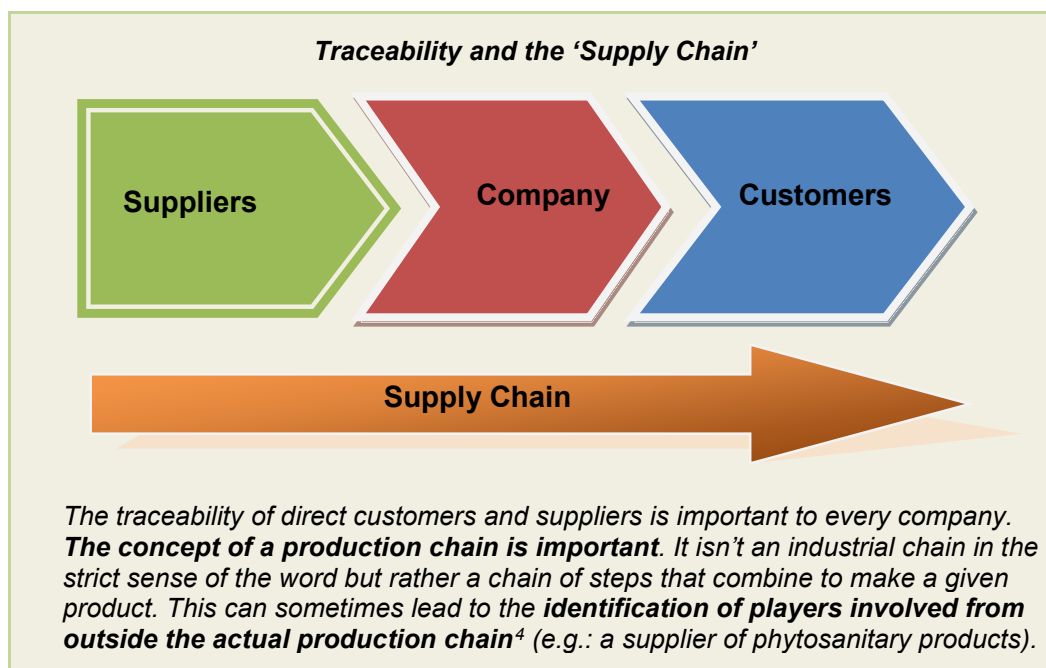 Traceability and the ‘Supply Chain’
Suppliers
Company
Customers
Supply Chain
The traceability of direct customers and suppliers is important to every company.
The concept of a production chain is important. It isn’t an industrial chain in the
strict sense of the word but rather a chain of steps that combine to make a given
product. This can sometimes lead to the identification of players involved from
outside the actual production chain⁴ (e.g.: a supplier of phytosanitary products).